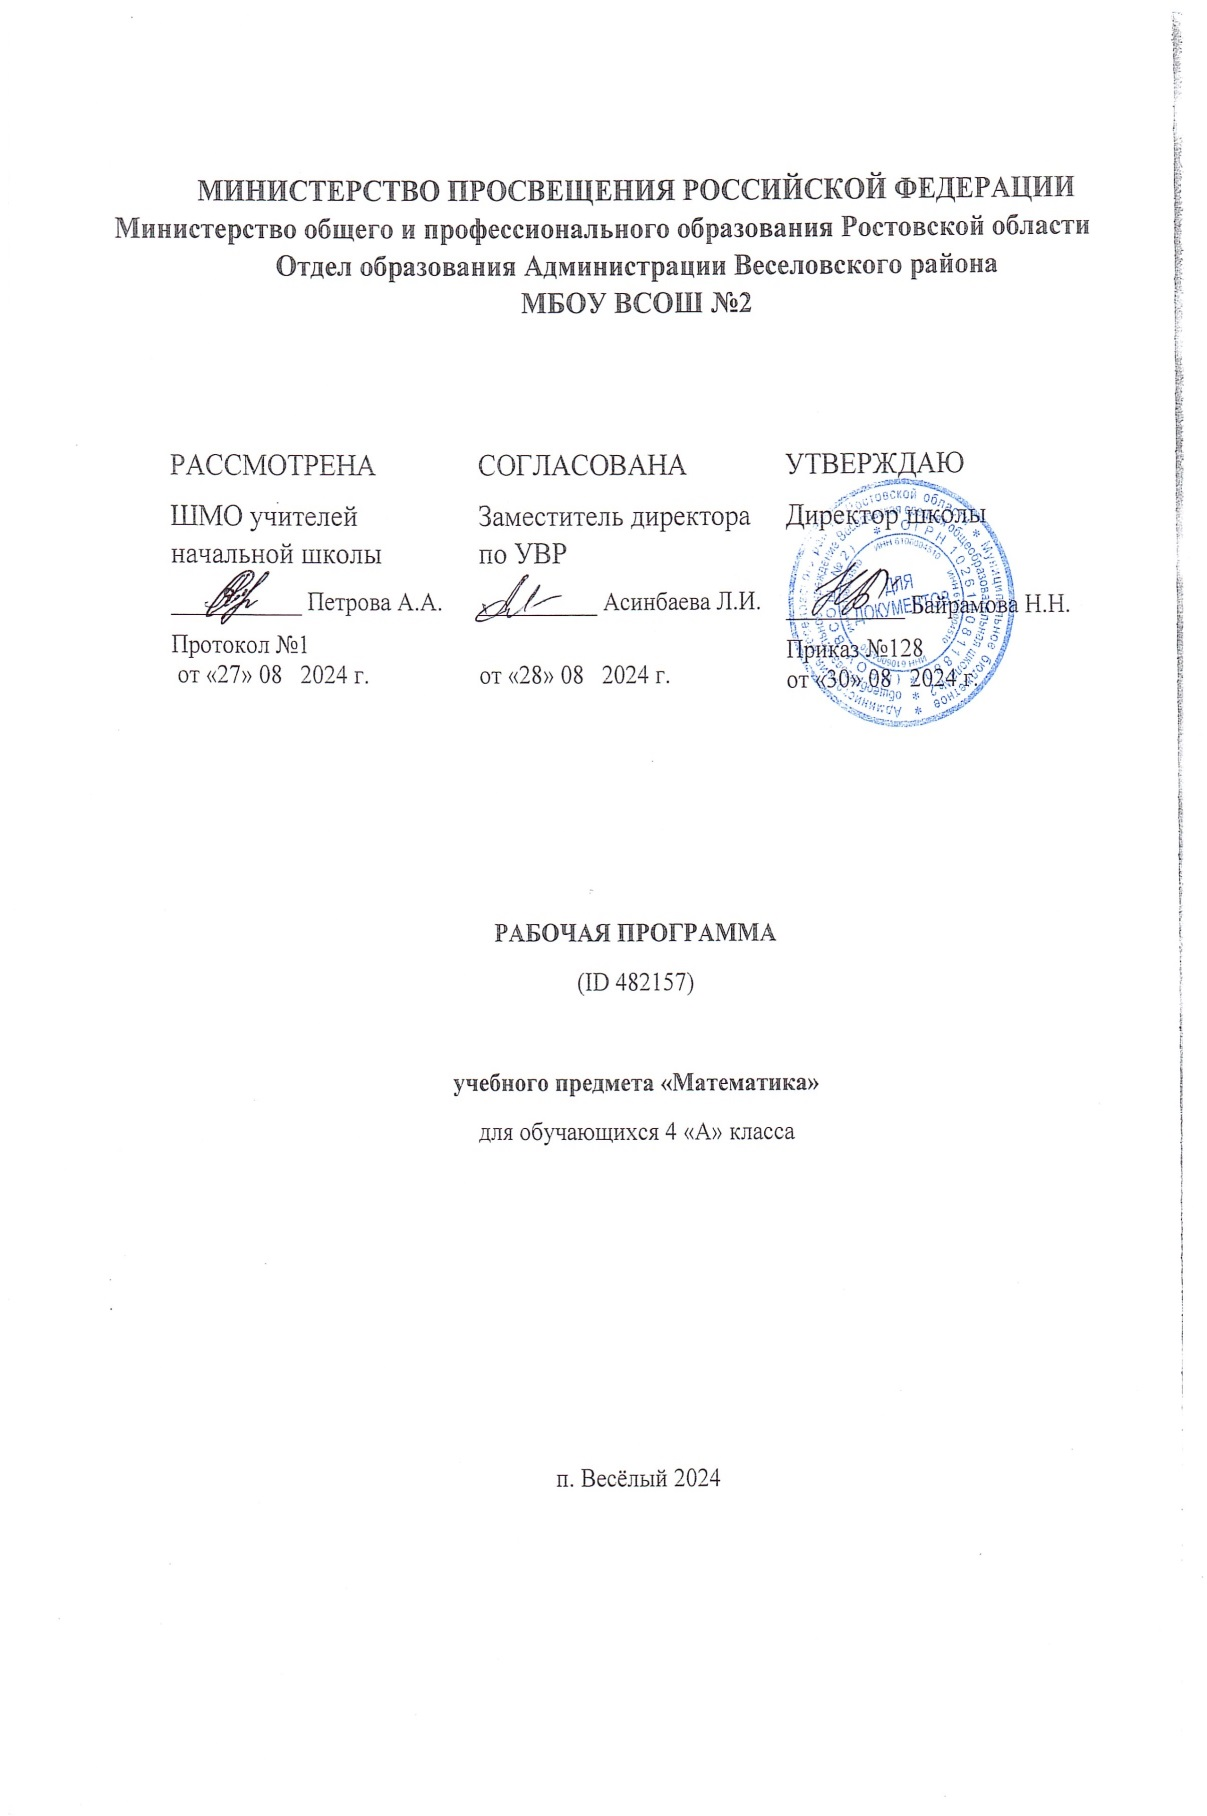 МИНИСТЕРСТВО ПРОСВЕЩЕНИЯ РОССИЙСКОЙ ФЕДЕРАЦИИ
Министерство общего и профессионального образования Ростовской области
Отдел образования Администрации Веселовского района
МБОУ ВСОШ №2
РАССМОТРЕНА
ШМО учителей
начальной школы
Петрова А.А.
Протокол №1
от «27» 08 2024 г.
СОГЛАСОВАНА
Заместитель директора
по УВР
Асинбаева Л.И.
от «28» 08 2024 г.
УТВЕРЖДАЮ
Директор школы
Байрамова Н.Н.
Приказ №128
от «30» 08 2024 г.
ДЛЯ
ДОКУМЕНТОВ
РАБОЧАЯ ПРОГРАММА
(ID 482157)
учебного предмета «Математика»
для обучающихся 4 «А» класса
п. Весёлый 2024